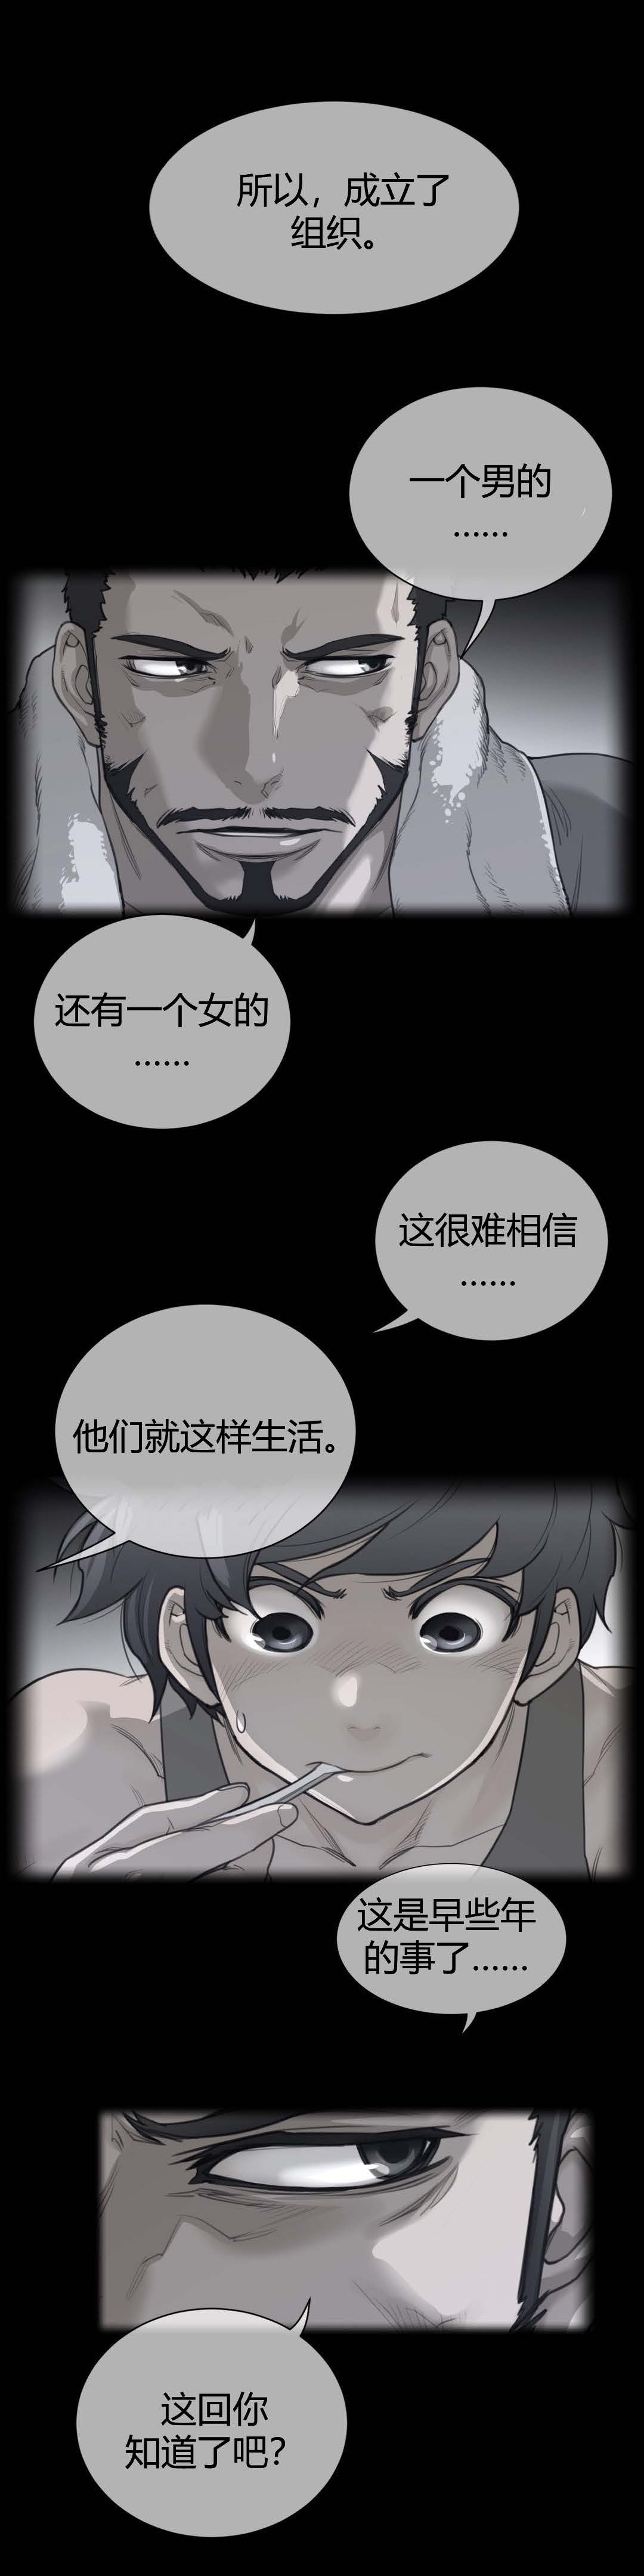 所以，成立了
组织。
一个男的
……
还有一个女的
……
这很难相信
……
他们就这样生活。
这是早些年
的事了……
这回你
知道了吧？